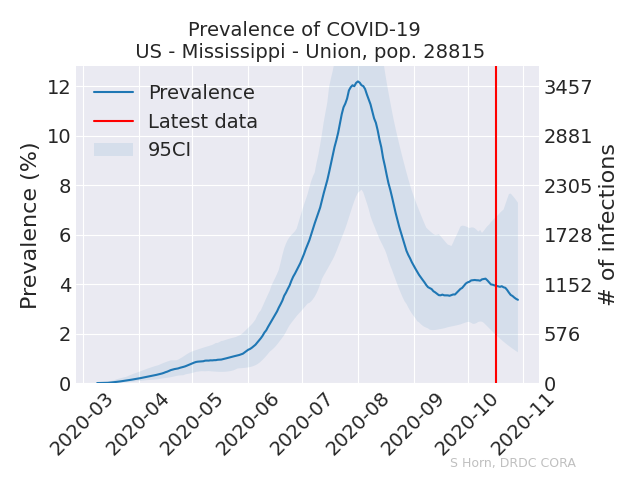 Prevalence of COVID-19
US - Mississippi - Union, pop. 28815
Prevalence (%)
12
10
8
6
4
2
0
Prevalence
Latest data
95CI
3457
2881
2305
1728
1152
576
0
# of infections
2020-03
2020-04
2020-05
2020-06
2020-07
2020-08
2020-09
2020-10
2020-11
S Horn, DRDC CORA